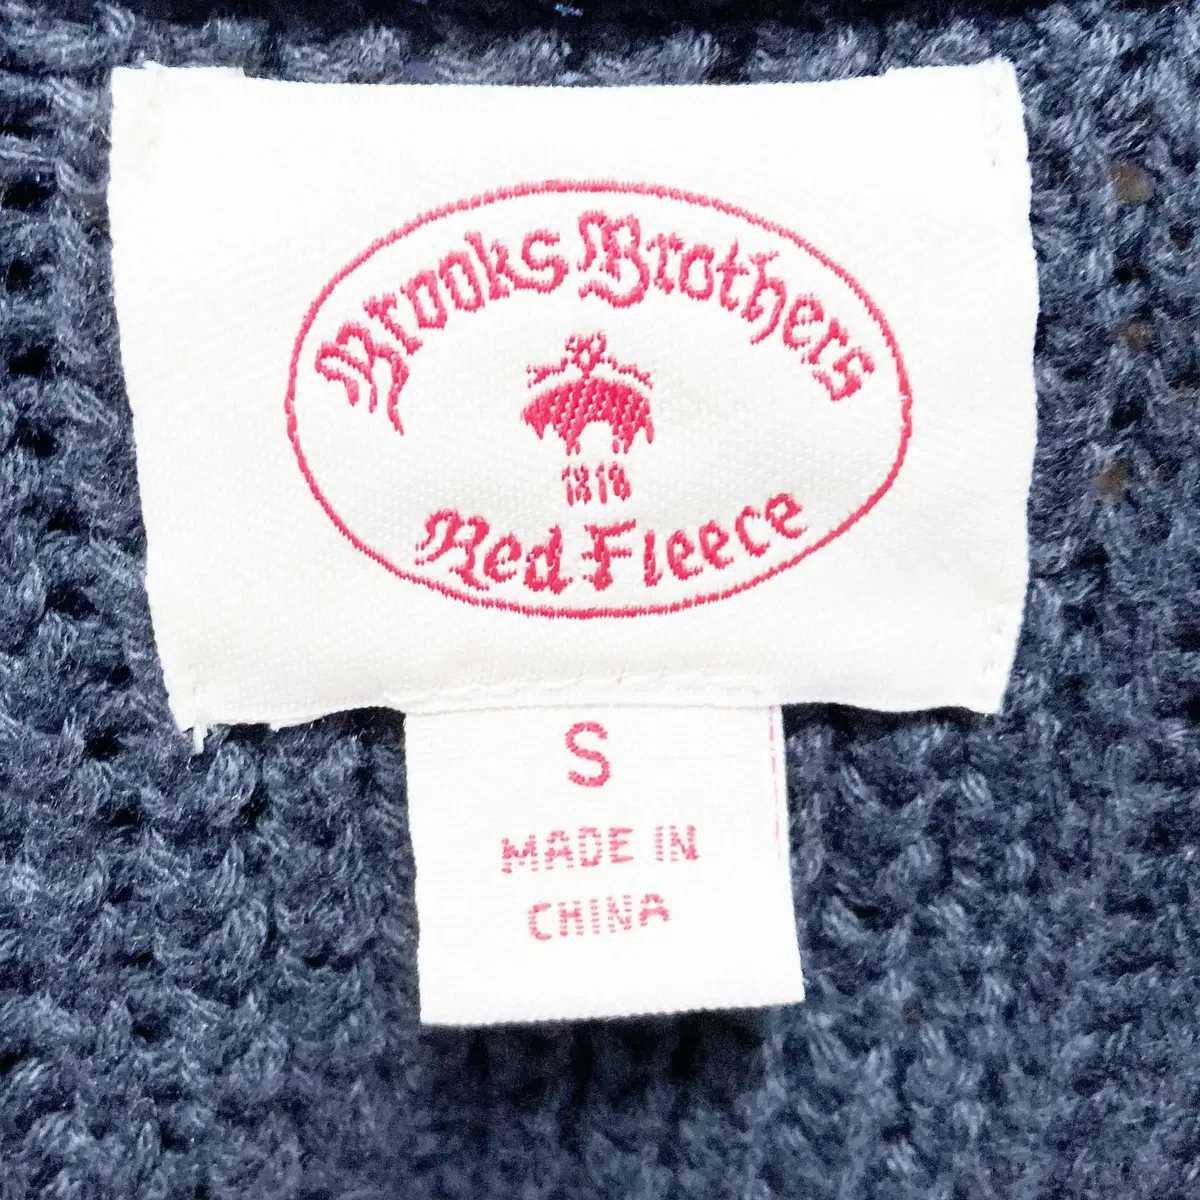 Brooks Brothers
1818
Red Fleece
S
MADE IN
CHINA